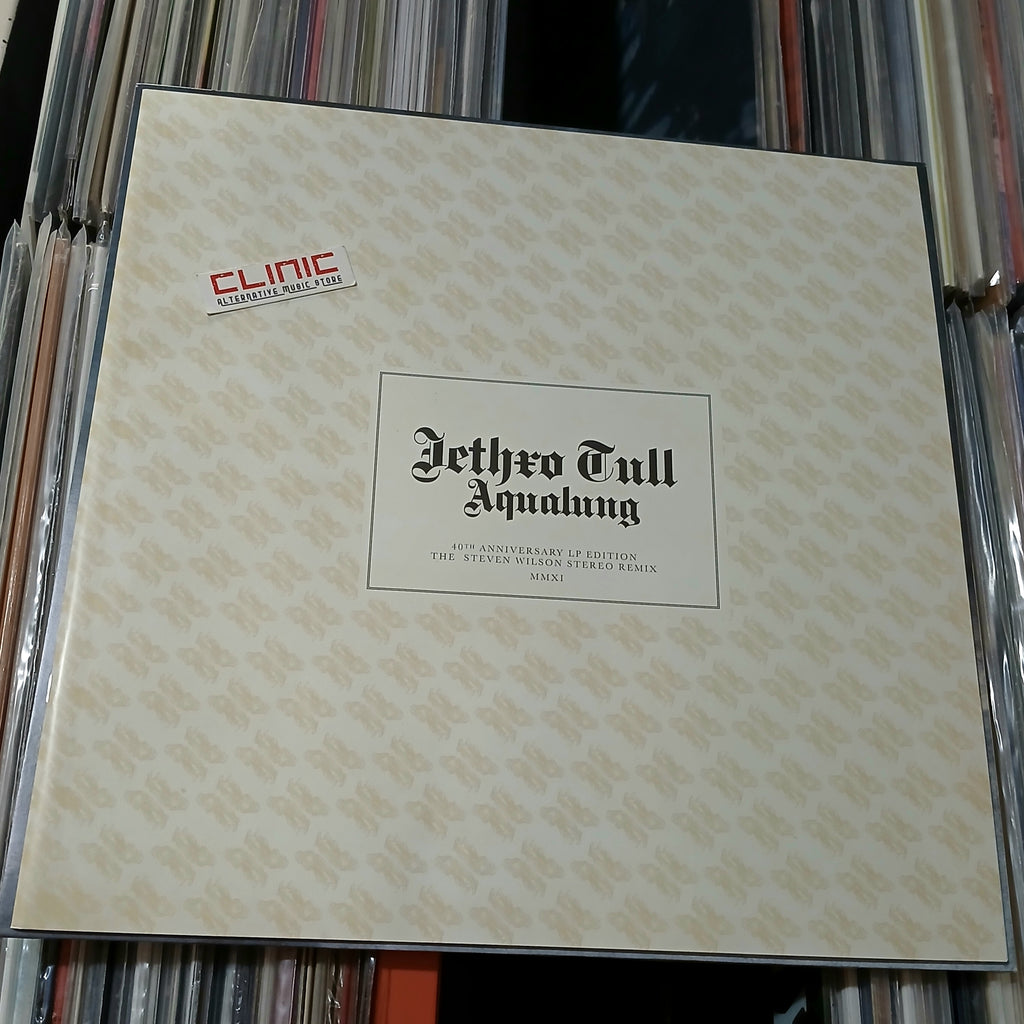 CLINIC
ALTERNATIVE MUSIC STORE
Jethro Tull
Aqualung
40TH ANNIVERSARY LP EDITION
THE STEVEN WILSON STEREO REMIX
MMXI